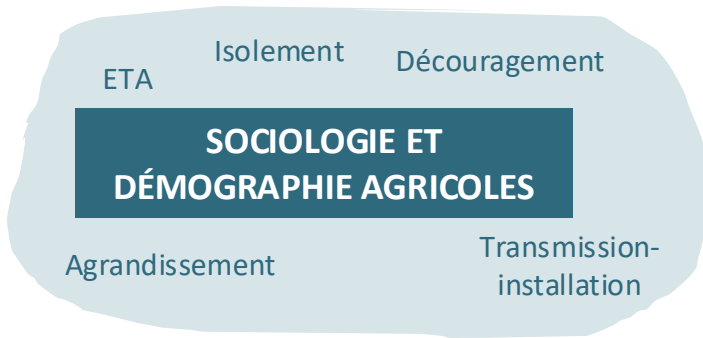 Isolement
Découragement
ETA
SOCIOLOGIE ET
DÉMOGRAPHIE AGRICOLES
Agrandissement
Transmission-
installation